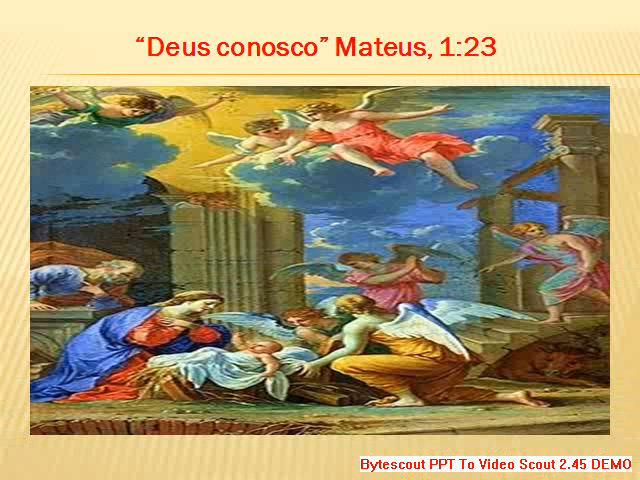 “Deus conosco” Mateus, 1:23
Bytescout PPT To Video Scout 2.45 DEMO